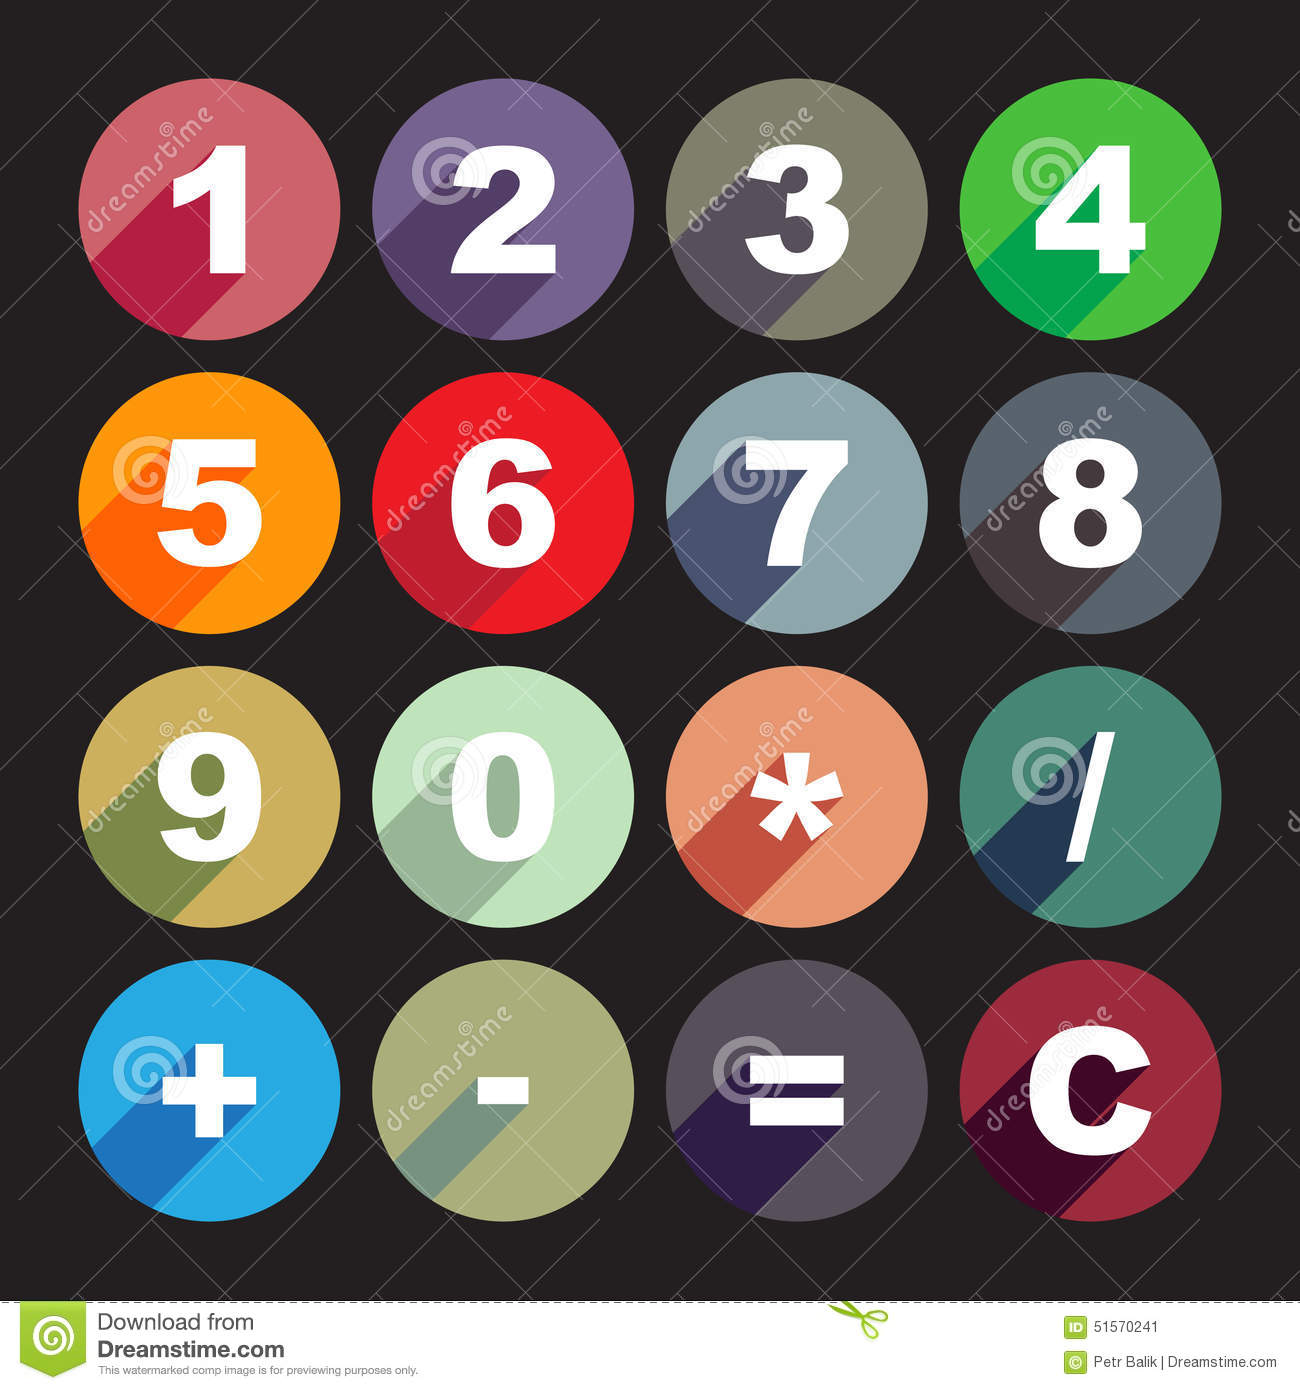 1 2 3 4
5 6 7 8
9 0 * /
+ - = C
Download from
Dreamstime.com
This watermarked comp image is for previewing purposes only.
ID 51570241
© Petr Balik | Dreamstime.com
dreamstime